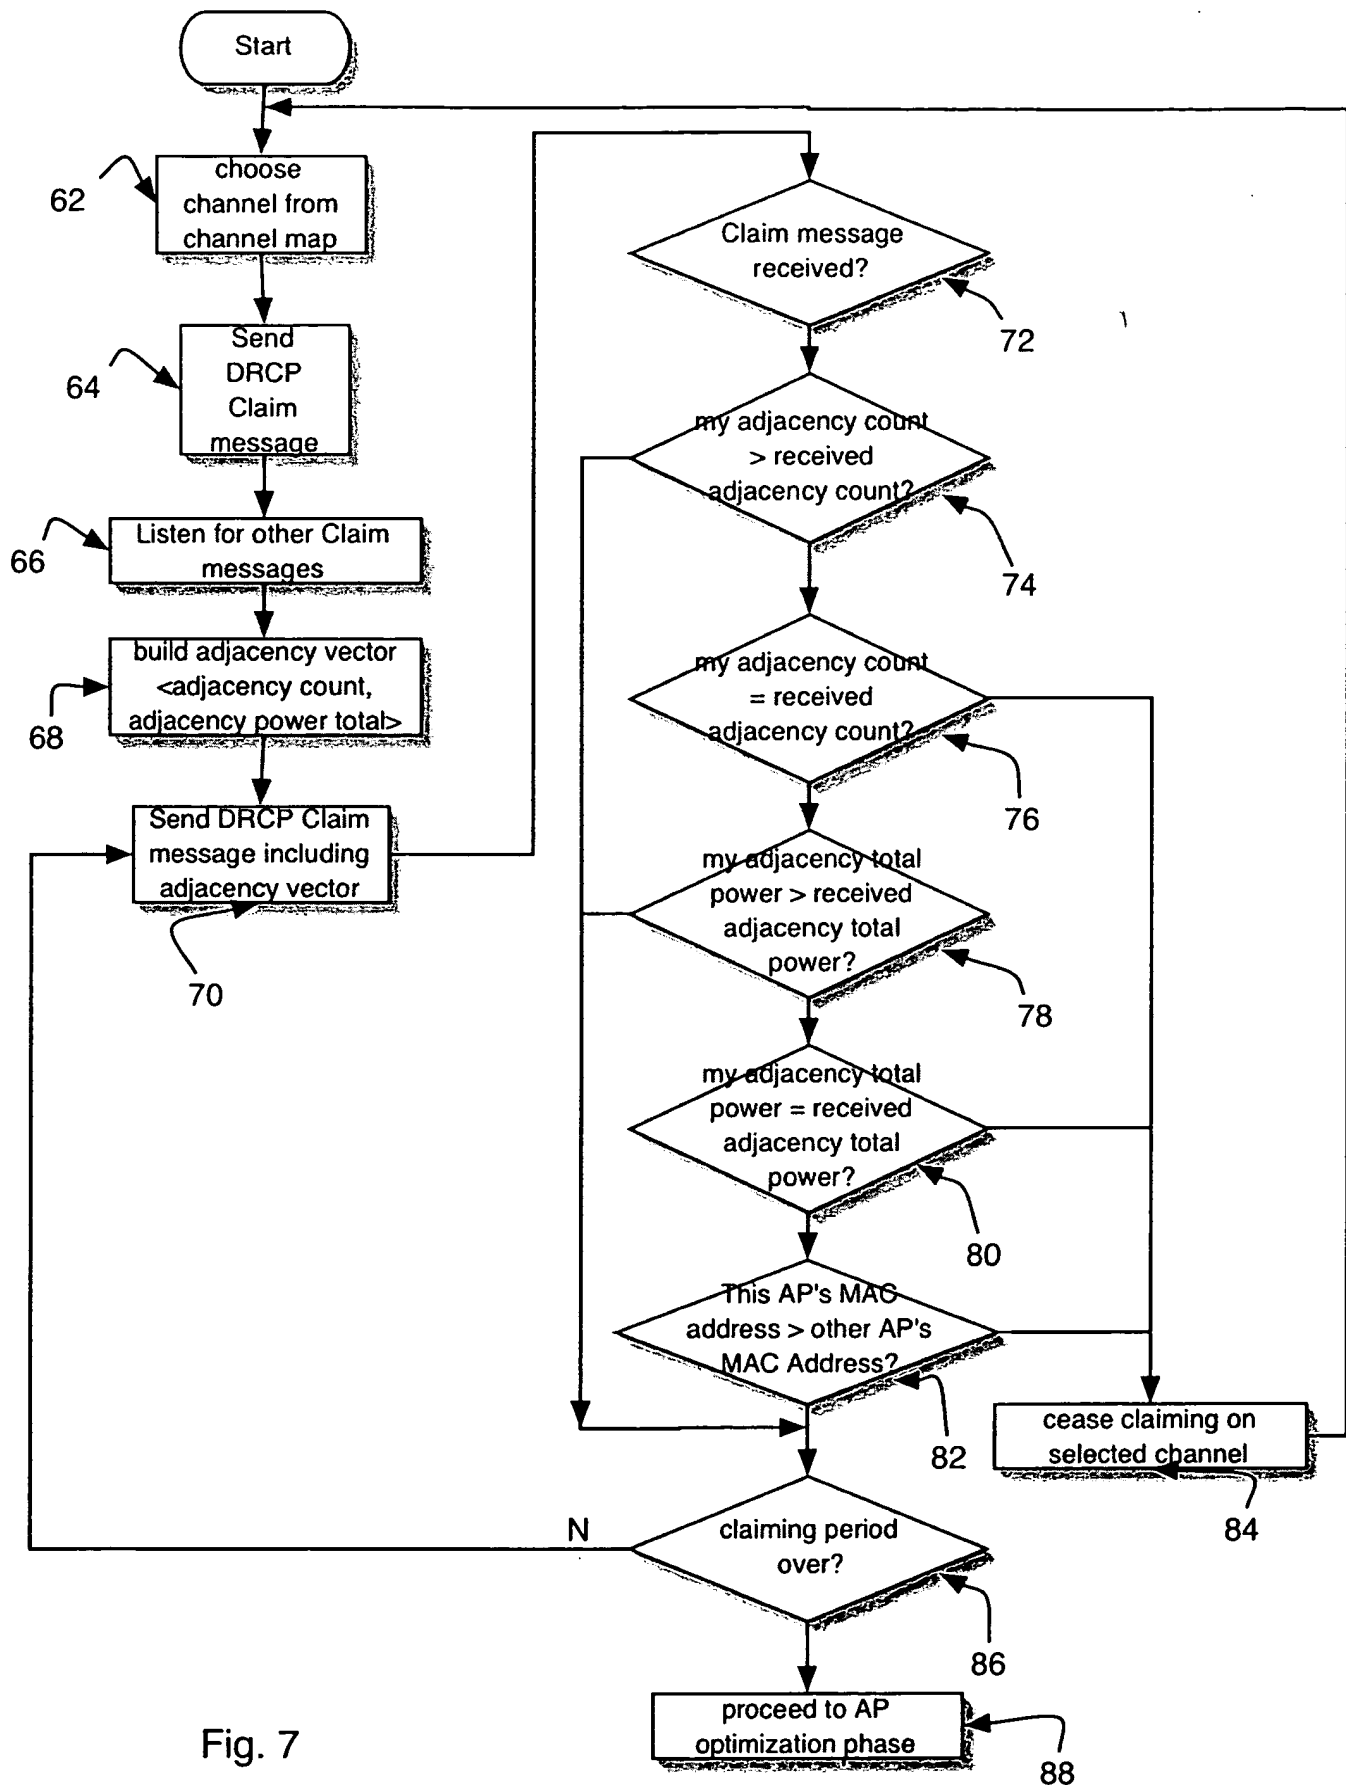 Start
choose
channel from
channel map
62
Send
DRCP
Claim
message
64
Listen for other Claim
messages
66
build adjacency vector
<adjacency count,
adjacency power total>
68
Send DRCP Claim
message including
adjacency vector
70
Claim message
received?
72
my adjacency count
> received
adjacency count?
74
my adjacency count
= received
adjacency count?
76
my adjacency total
power > received
adjacency total
power?
78
my adjacency total
power = received
adjacency total
power?
80
This AP's MAC
address > other AP's
MAC Address?
82
cease claiming on
selected channel
84
N
claiming period
over?
86
proceed to AP
optimization phase
88
Fig. 7